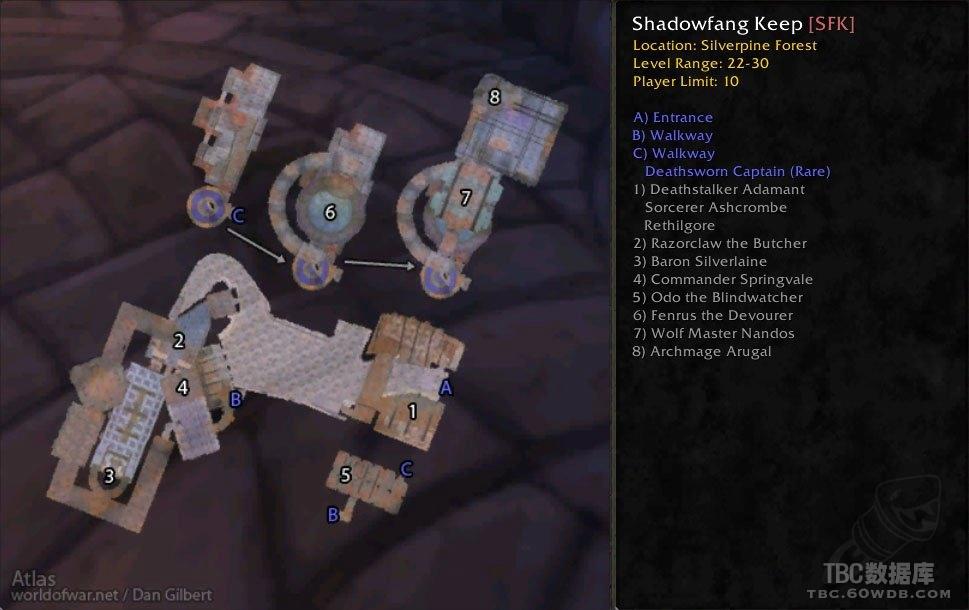 Shadowfang Keep [SFK]
Location: Silverpine Forest
Level Range: 22-30
Player Limit: 10
A) Entrance
B) Walkway
C) Walkway
Deathsworn Captain (Rare)
1) Deathstalker Adamant
Sorcerer Ashcrombe
Rethilgore
2) Razorclaw the Butcher
3) Baron Silverlaine
4) Commander Springvale
5) Odo the Blindwatcher
6) Fenrus the Devourer
7) Wolf Master Nandos
8) Archmage Arugal
8
7
6
C
2
4
B
A
1
3
5
C
B
Atlas
worldofwar.net / Dan Gilbert
TBC数据库
TBC.60WDB.COM